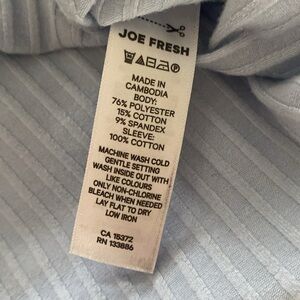 JOE FRESH
MADE IN
CAMBODIA
BODY:
76% POLYESTER
15% COTTON
9% SPANDEX
SLEEVE:
100% COTTON
MACHINE WASH COLD
GENTLE SETTING
WASH INSIDE OUT WITH
LIKE COLOURS
ONLY NON-CHLORINE
BLEACH WHEN NEEDED
LAY FLAT TO DRY
LOW IRON
CA 15372
RN 133886